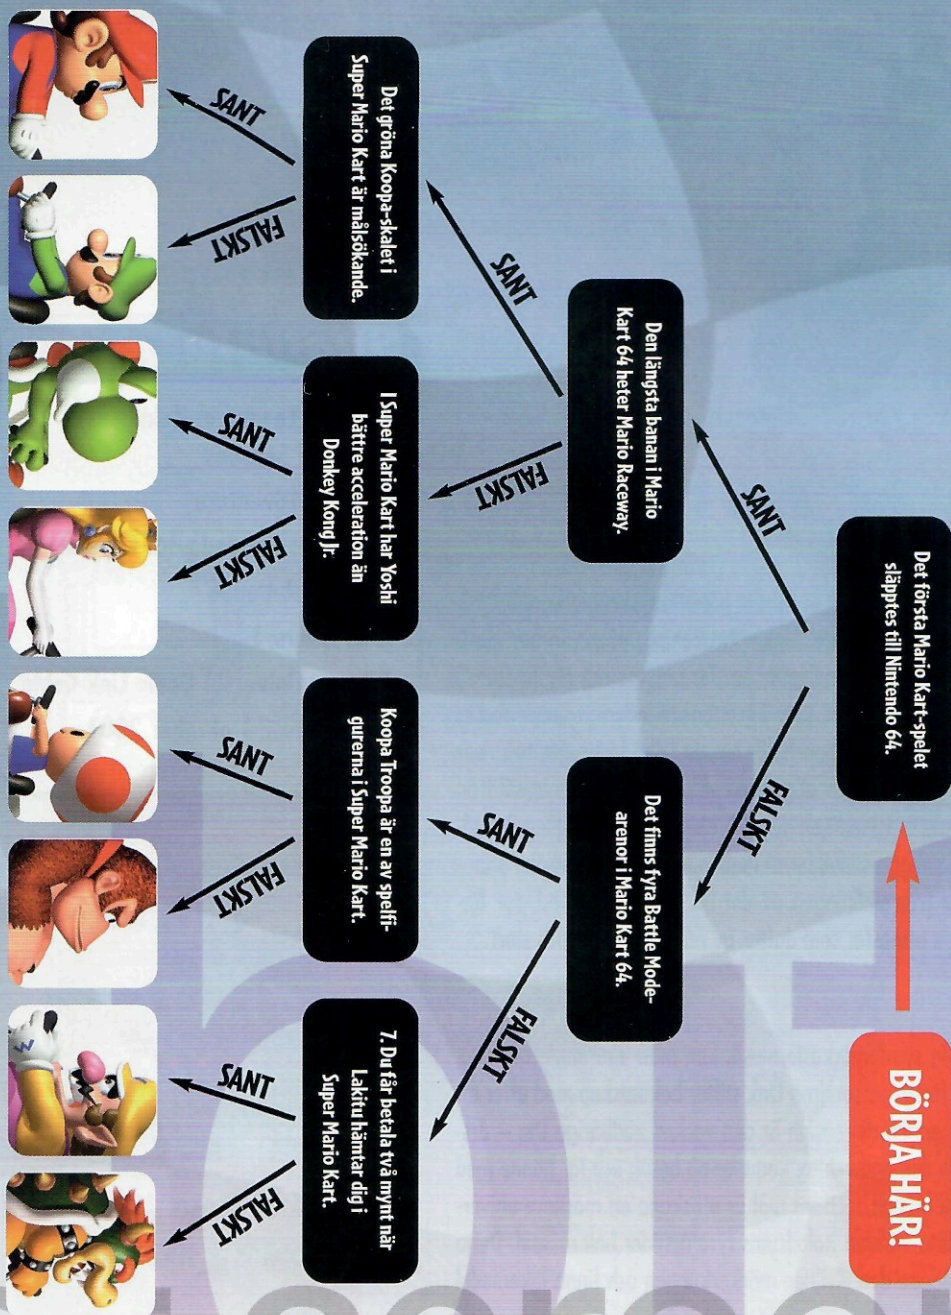 BÖRJA HÄR!
Det första Mario Kart-spelet
släpptes till Nintendo 64.
SANT
FALSKT
Den längsta banan i Mario
Kart 64 heter Mario Raceway.
SANT
FALSKT
Det finns fyra Battle Mode-
arenor i Mario Kart 64.
SANT
FALSKT
Det gröna Koopa-skalet i
Super Mario Kart är målsökande.
SANT
FALSKT
I Super Mario Kart har Yoshi
bättre acceleration än
Donkey Kong Jr.
SANT
FALSKT
Koopa Troopa är en av spelfi-
gurerna i Super Mario Kart.
SANT
FALSKT
7. Du får betala två mynt när
Lakitu hämtar dig i
Super Mario Kart.
SANT
FALSKT